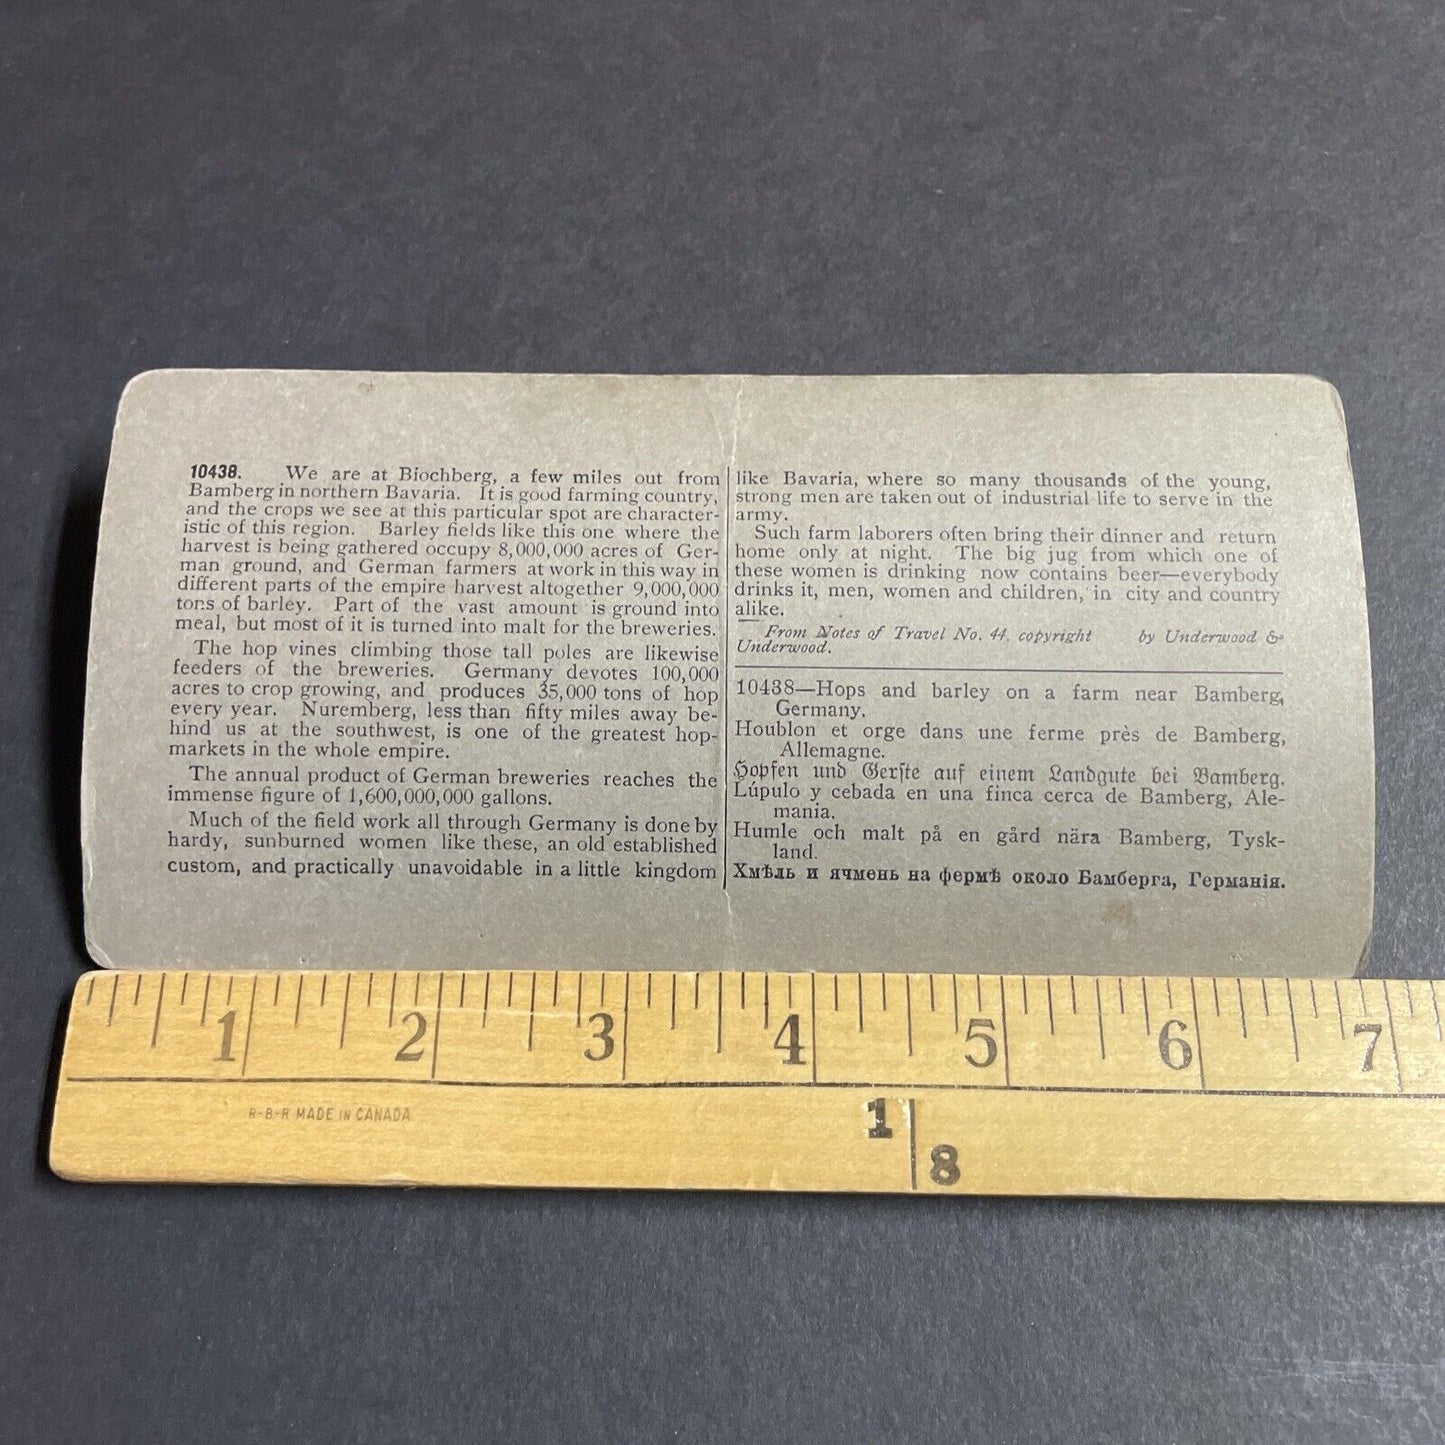 10438. We are at Biochberg, a few miles out from
Bamberg in northern Bavaria. It is good farming country,
and the crops we see at this particular spot are character-
istic of this region. Barley fields like this one where the
harvest is being gathered occupy 8,000,000 acres of Ger-
man ground, and German farmers at work in this way in
different parts of the empire harvest altogether 9,000,000
tons of barley. Part of the vast amount is ground into
meal, but most of it is turned into malt for the breweries.
The hop vines climbing those tall poles are likewise
feeders of the breweries. Germany devotes 100,000
acres to crop growing, and produces 35,000 tons of hop
every year. Nuremberg, less than fifty miles away be-
hind us at the southwest, is one of the greatest hop-
markets in the whole empire.
The annual product of German breweries reaches the
immense figure of 1,600,000,000 gallons.
Much of the field work all through Germany is done by
hardy, sunburned women like these, an old established
custom, and practically unavoidable in a little kingdom
like Bavaria, where so many thousands of the young,
strong men are taken out of industrial life to serve in the
army.
Such farm laborers often bring their dinner and return
home only at night. The big jug from which one of
these women is drinking now contains beer—everybody
drinks it, men, women and children, in city and country
alike.
From Notes of Travel No. 44, copyright by Underwood &
Underwood.
10438—Hops and barley on a farm near Bamberg,
Germany.
Houblon et orge dans une ferme près de Bamberg,
Allemagne.
Hopfen und Gerste auf einem Landgute bei Bamberg.
Lúpulo y cebada en una finca cerca de Bamberg, Ale-
mania.
Humle och malt på en gård nära Bamberg, Tysk-
land.
Хмѣль и ячмень на фермѣ около Бамберга, Германія.
1 2 3 4 5 6 7
R-B-R MADE IN CANADA
1
8